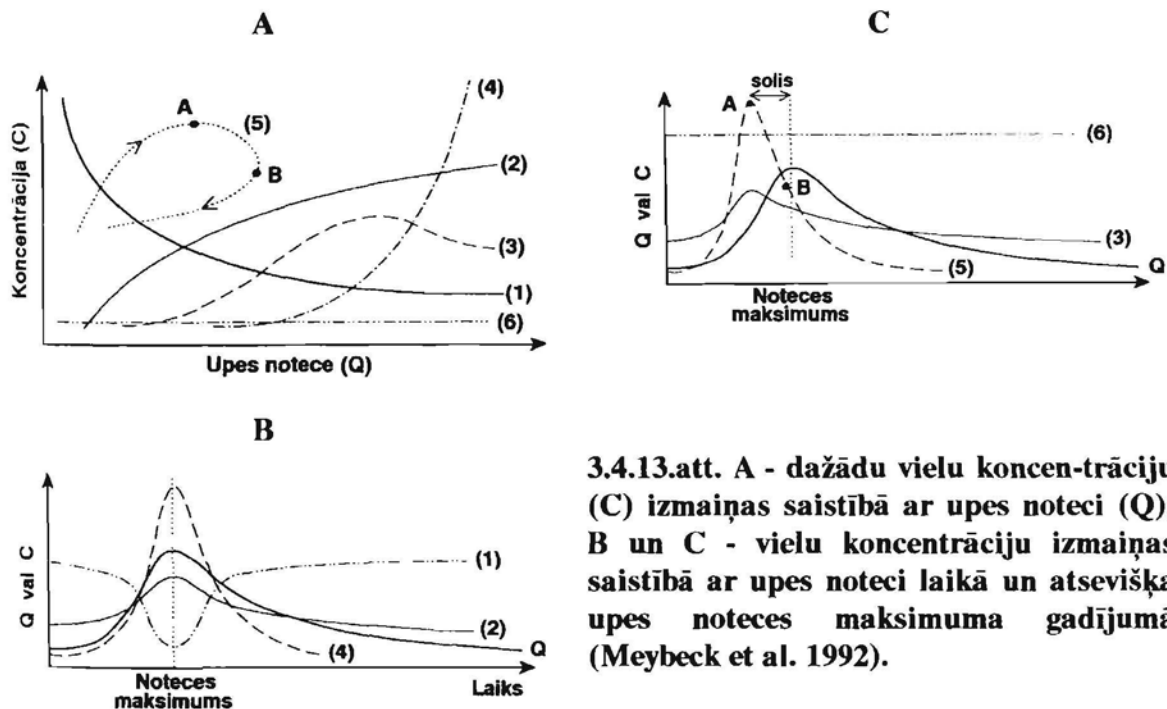 A
Koncentrācija (C)
A
(5)
B
(4)
(2)
(3)
(1)
(6)
Upes notece (Q)
C
solis
A
Q val C
(6)
B
(3)
Q
(5)
Noteces
maksimums
B
Q val C
(1)
(2)
Q
(4)
Noteces
maksimums
Laiks
3.4.13.att. A - dažādu vielu koncen-trāciju
(C) izmaiņas saistībā ar upes noteci (Q)
B un C - vielu koncentrāciju izmaiņas
saistībā ar upes noteci laikā un atsevišķa
upes noteces maksimuma gadījumā
(Meybeck et al. 1992).